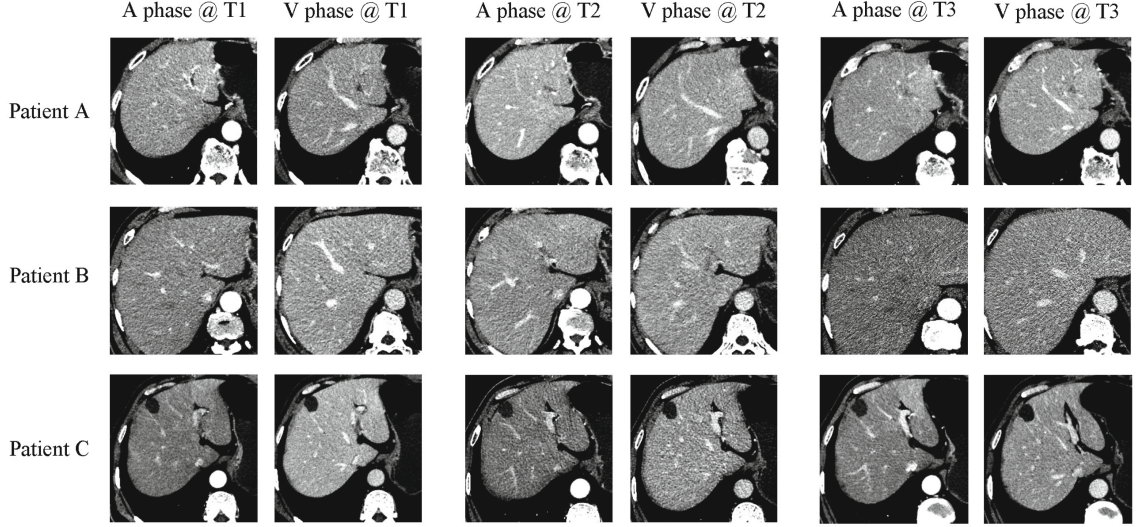 A phase @ T1 V phase @ T1 A phase @ T2 V phase @ T2 A phase @ T3 V phase @ T3
Patient A
Patient B
Patient C